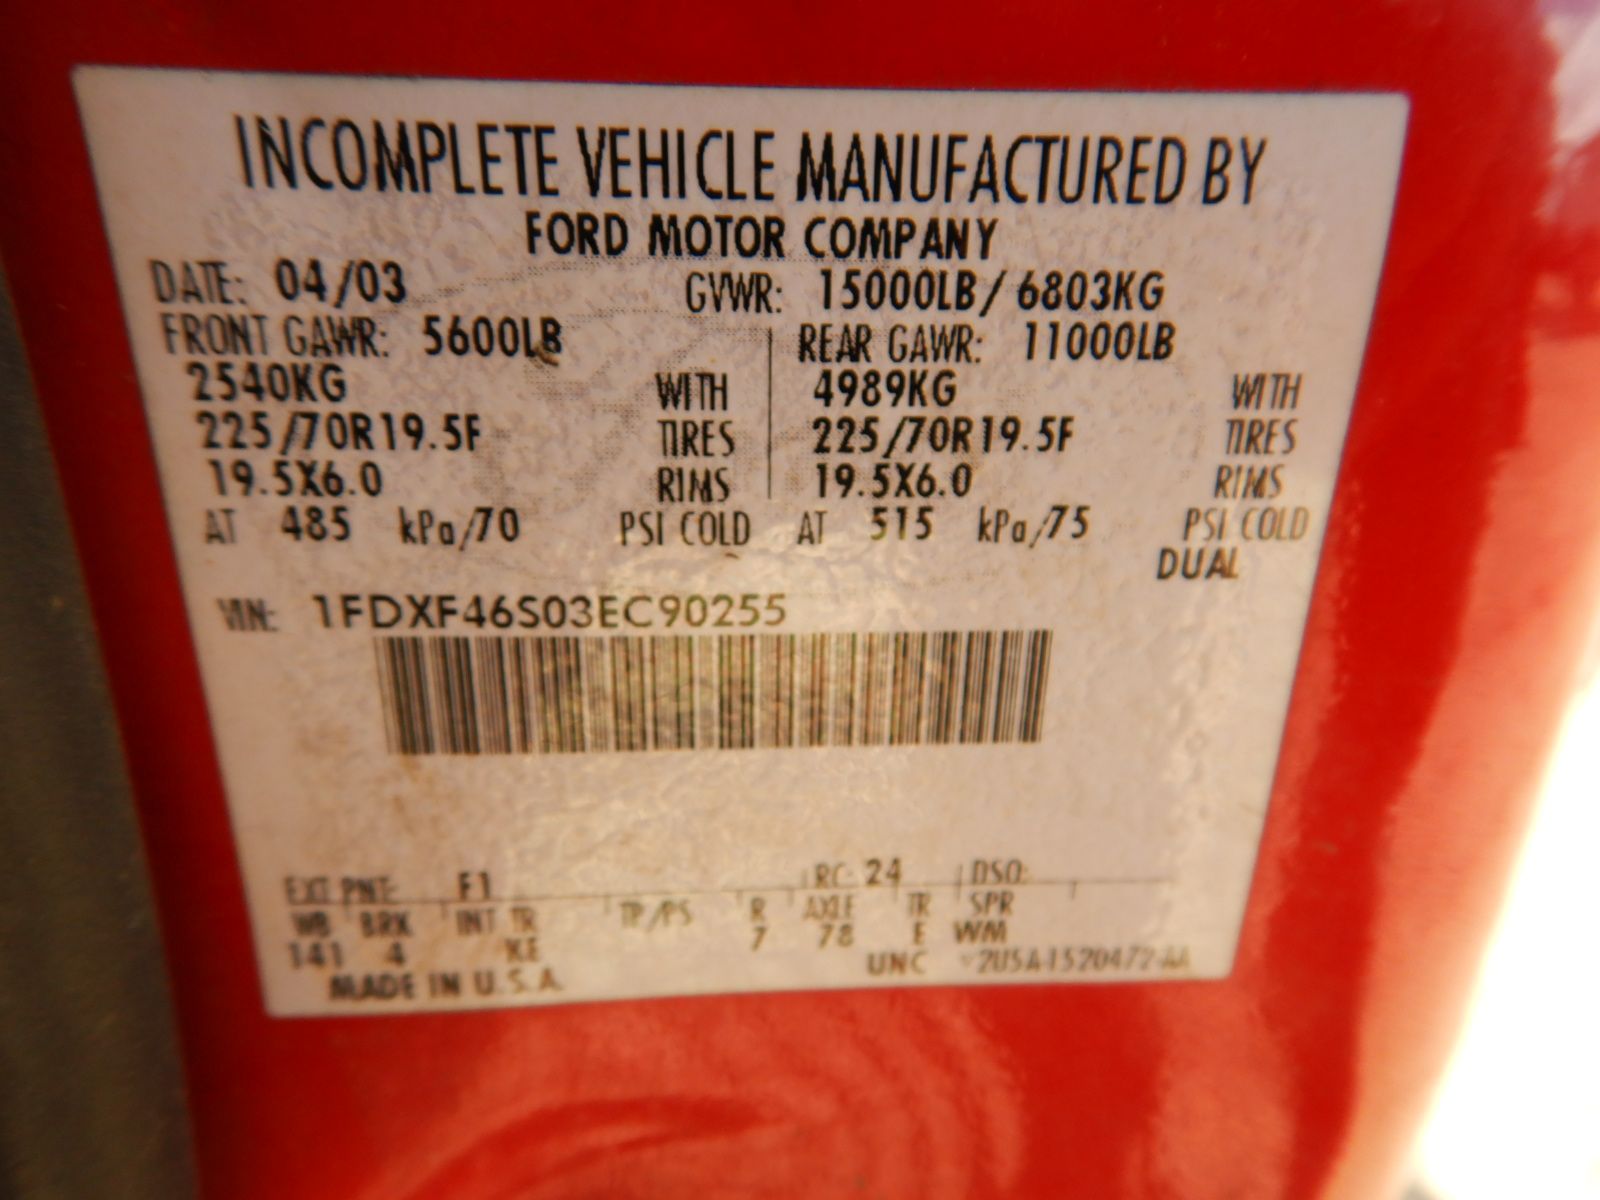 INCOMPLETE VEHICLE MANUFACTURED BY
FORD MOTOR COMPANY
DATE: 04/03 GVWR: 15000LB/ 6803KG
FRONT GAWR: 5600LB REAR GAWR: 11000LB
2540KG WITH 4989KG WITH
225/70R19.5F TIRES 225/70R19.5F TIRES
19.5X6.0 RIMS 19.5X6.0 RIMS
AT 485 kPa/70 PSI COLD AT 515 kPa/75 PSI COLD
DUAL
VIN: 1FDXF46S03EC90255
EXT PNT: F1 RC: 24 DSO:
WB BRK INT TR TP/PS R AXLE TR SPR
141 4 KE 7 78 E WM
MADE IN U.S.A. UNC